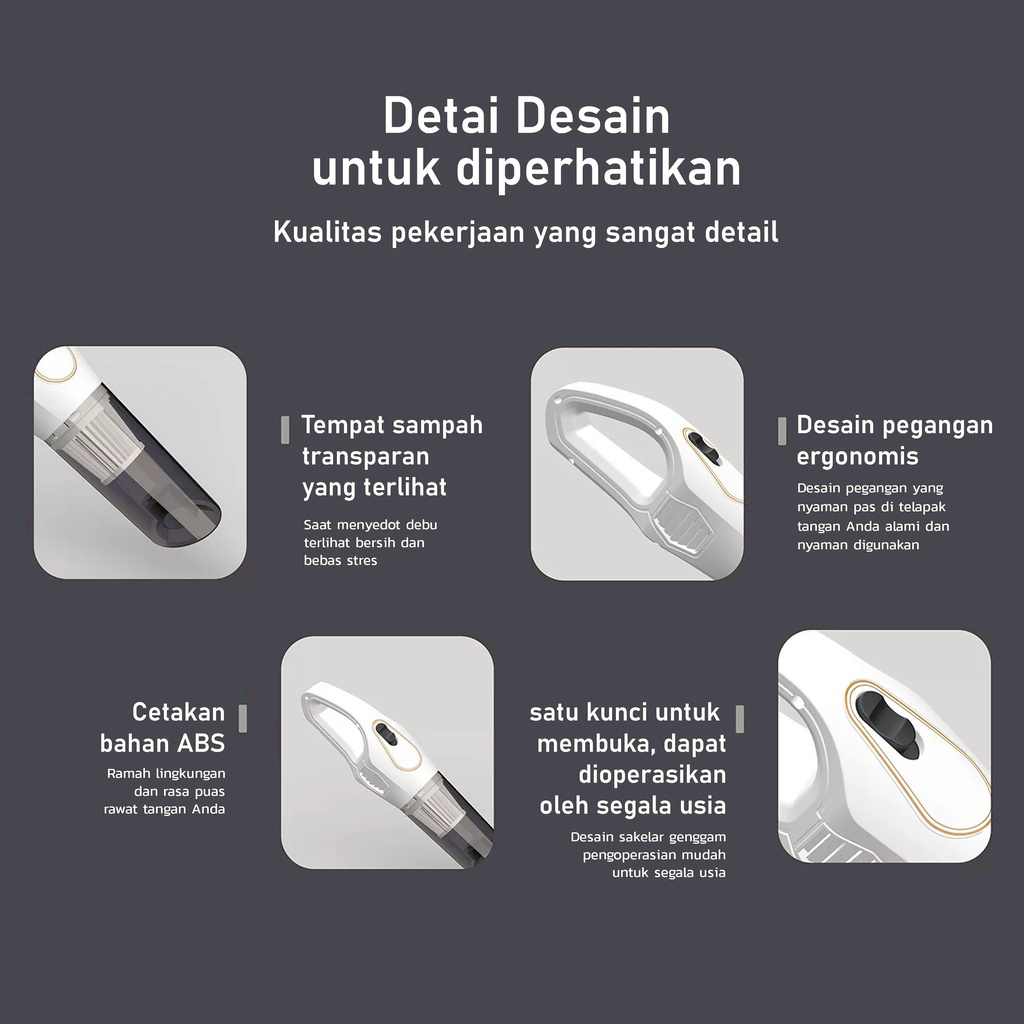 Detai Desain
untuk diperhatikan
Kualitas pekerjaan yang sangat detail
Tempat sampah
transparan
yang terlihat
Saat menyedot debu
terlihat bersih dan
bebas stres
Desain pegangan
ergonomis
Desain pegangan yang
nyaman pas di telapak
tangan Anda alami dan
nyaman digunakan
Cetakan
bahan ABS
Ramah lingkungan
dan rasa puas
rawat tangan Anda
satu kunci untuk
membuka, dapat
dioperasikan
oleh segala usia
Desain sakelar genggam
pengoperasian mudah
untuk segala usia